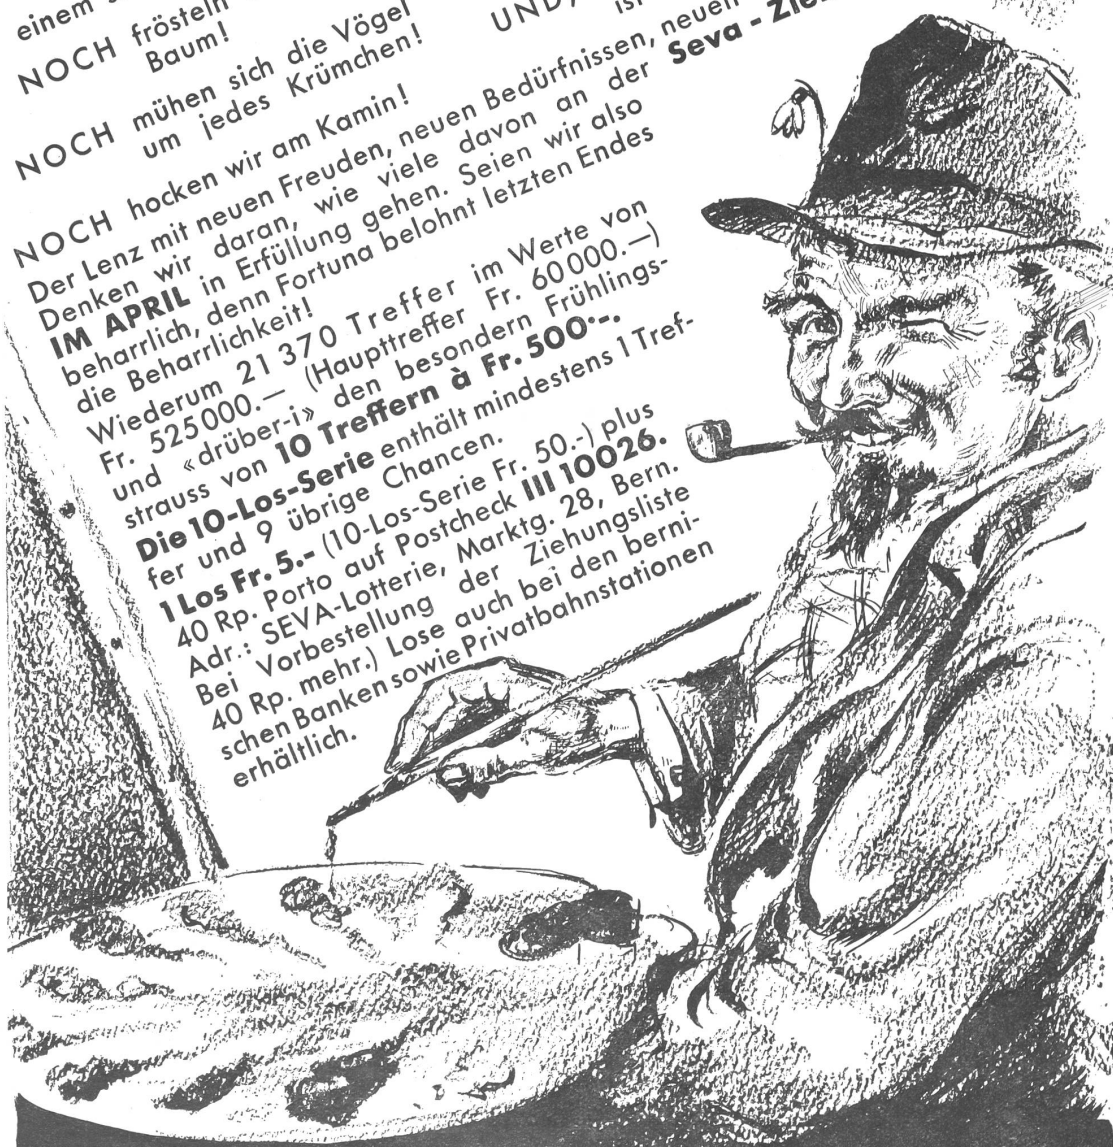 einem
NOCH frösteln
Baum!
NOCH mühen sich die Vögel
um jedes Krümchen!
UND,
NOCH hocken wir am Kamin!
Der Lenz mit neuen Freuden, neuen Bedürfnissen, neuen
Denken wir daran, wie viele davon an der Seva -
IM APRIL in Erfüllung gehen. Seien wir also
beharrlich, denn Fortuna belohnt letzten Endes
die Beharrlichkeit!
Wiederum 21 370 Treffer im Werte von
Fr. 525000.— (Haupttreffer Fr. 60000.—)
und «drüber-i» den besondern Frühlings-
strauss von 10 Treffern à Fr. 500.-.
Die 10-Los-Serie enthält mindestens 1 Tref-
fer und 9 übrige Chancen.
1 Los Fr. 5.- (10-Los-Serie Fr. 50.-) plus
40 Rp. Porto auf Postcheck III 10026.
Adr.: SEVA-Lotterie, Marktg. 28, Bern.
Bei Vorbestellung der Ziehungsliste
40 Rp. mehr.) Lose auch bei den berni-
schen Banken sowie Privatbahnstationen
erhältlich.